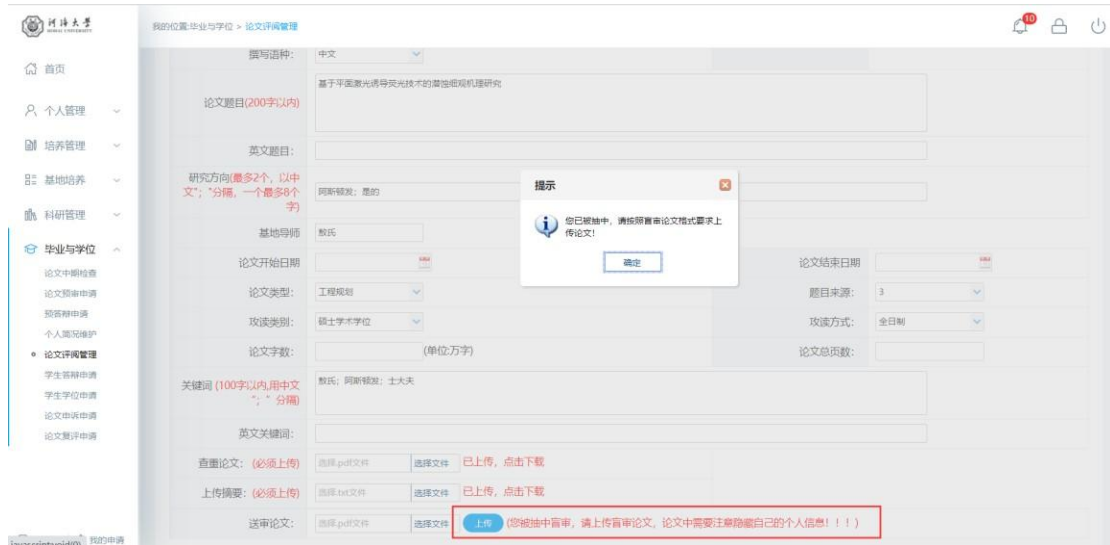 河海大学
HOHAI UNIVERSITY
我的位置:毕业与学位 > 论文评阅管理
10
首页
个人管理
培养管理
基地培养
科研管理
毕业与学位
论文中期检查
论文预审申请
预答辩申请
个人简况维护
论文评阅管理
学生答辩申请
学生学位申请
论文申诉申请
论文复评申请
我的申请
javascript:void(0)
撰写语种: 中文
论文题目(200字以内) 基于平面激光诱导荧光技术的潜蚀细观机理研究
英文题目:
研究方向(最多2个, 以中
文"; "分隔, 一个最多8个
字) 阿斯顿发; 是的
基地导师 敖氏
论文开始日期 论文结束日期
论文类型: 工程规划 题目来源: 3
攻读类别: 硕士学术学位 攻读方式: 全日制
论文字数: (单位:万字) 论文总页数:
关键词 (100字以内,用中文
"; " 分隔) 敖氏; 阿斯顿发; 士大夫
英文关键词:
查重论文: (必须上传) 选择.pdf文件 选择文件 已上传, 点击下载
上传摘要: (必须上传) 选择.txt文件 选择文件 已上传, 点击下载
送审论文: 选择.pdf文件 选择文件 上传 (您被抽中盲审, 请上传盲审论文, 论文中需要注意隐藏自己的个人信息! ! ! )
提示
您已被抽中, 请按照盲审论文格式要求上
传论文!
确定